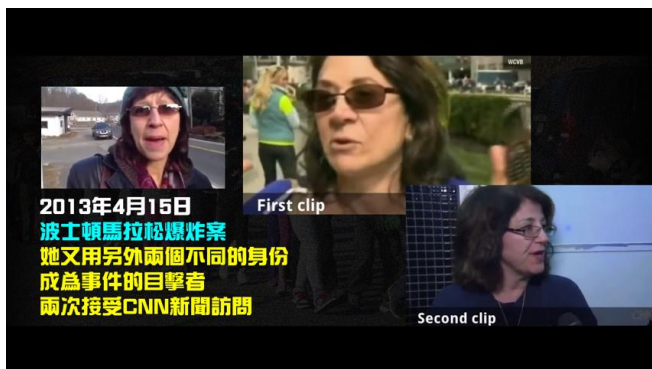 WCVB
First clip
2013年4月15日
波士頓馬拉松爆炸案
她又用另外兩個不同的身份
成為事件的目擊者
兩次接受CNN新聞訪問
Second clip
CNN